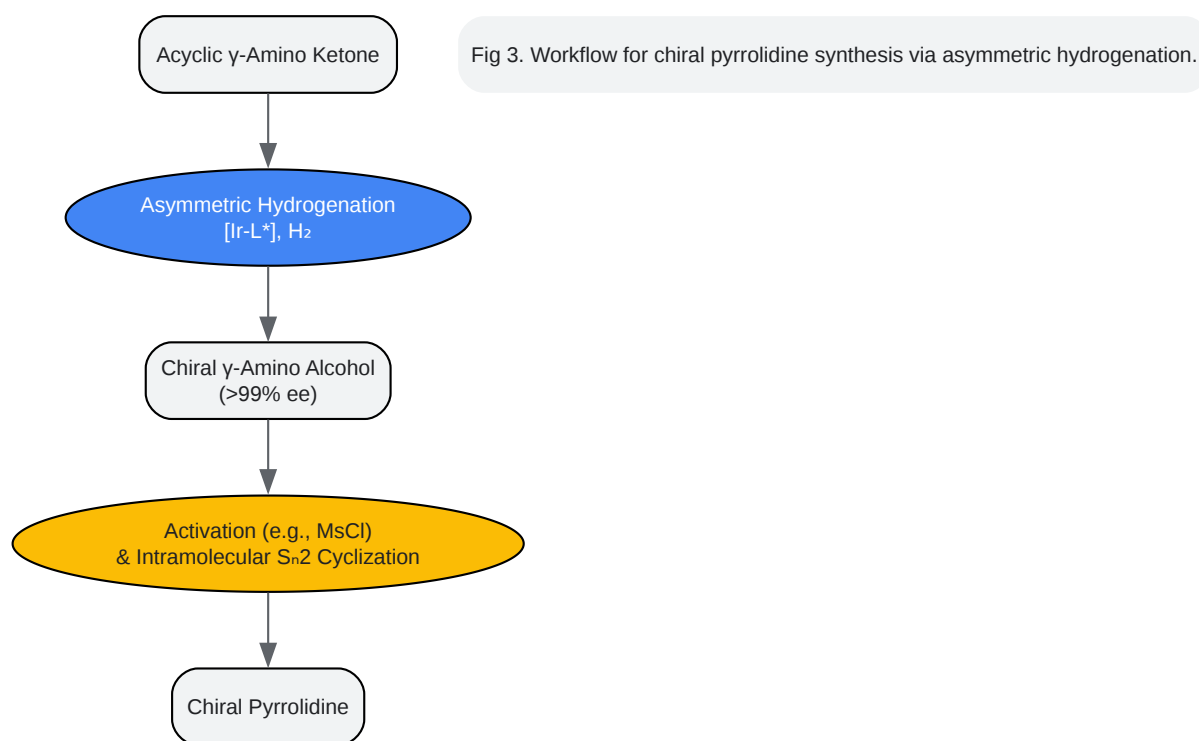 Acyclic γ-Amino Ketone
Fig 3. Workflow for chiral pyrrolidine synthesis via asymmetric hydrogenation.
Asymmetric Hydrogenation
[Ir-L*], H₂
Chiral γ-Amino Alcohol
(>99% ee)
Activation (e.g., MsCl)
& Intramolecular Sₙ2 Cyclization
Chiral Pyrrolidine